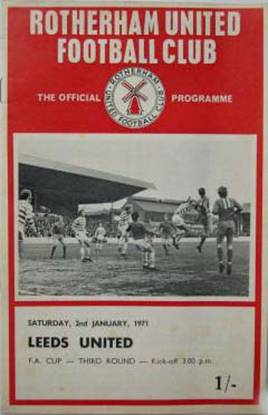 ROTHERHAM UNITED
FOOTBALL CLUB
THE OFFICIAL PROGRAMME
ROTHERHAM
UNITED FOOTBALL CLUB
SATURDAY, 2nd JANUARY, 1971
LEEDS UNITED
F.A. CUP — THIRD ROUND — Kick-off 3.00 p.m.
1/-